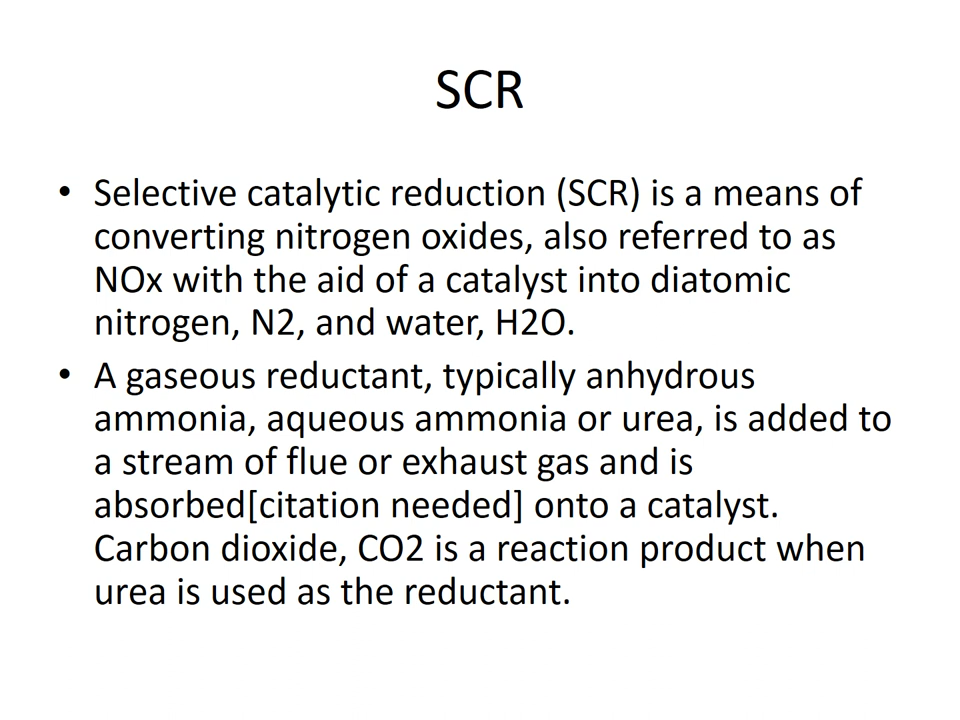 SCR
• Selective catalytic reduction (SCR) is a means of
converting nitrogen oxides, also referred to as
NOx with the aid of a catalyst into diatomic
nitrogen, N2, and water, H2O.
• A gaseous reductant, typically anhydrous
ammonia, aqueous ammonia or urea, is added to
a stream of flue or exhaust gas and is
absorbed[citation needed] onto a catalyst.
Carbon dioxide, CO2 is a reaction product when
urea is used as the reductant.